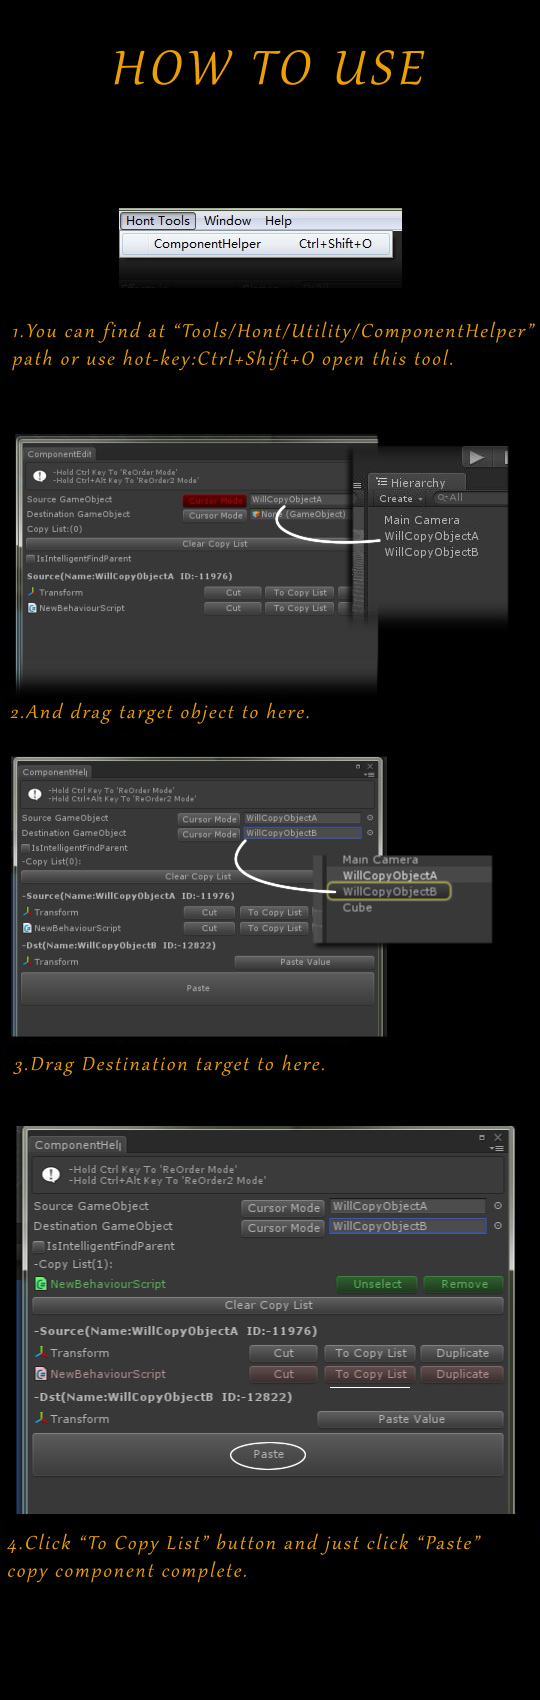 HOW TO USE
Hont Tools Window Help
ComponentHelper Ctrl+Shift+O
1.You can find at “Tools/Hont/Utility/ComponentHelper”
path or use hot-key:Ctrl+Shift+O open this tool.
ComponentEdit
-Hold Ctrl Key To 'ReOrder Mode'
-Hold Ctrl+Alt Key To 'ReOrder2 Mode'
Source GameObject Cursor Mode WillCopyObjectA
Destination GameObject Cursor Mode None (GameObject)
Copy List:(0)
Clear Copy List
IsIntelligentFindParent
Source(Name:WillCopyObjectA ID:-11976)
Transform Cut To Copy List
NewBehaviourScript Cut To Copy List
Hierarchy
Create All
Main Camera
WillCopyObjectA
WillCopyObjectB
2.And drag target object to here.
ComponentHel
-Hold Ctrl Key To 'ReOrder Mode'
-Hold Ctrl+Alt Key To 'ReOrder2 Mode'
Source GameObject Cursor Mode WillCopyObjectA
Destination GameObject Cursor Mode WillCopyObjectB
IsIntelligentFindParent
-Copy List(0):
Clear Copy List
-Source(Name:WillCopyObjectA ID:-11976)
Transform Cut To Copy List
NewBehaviourScript Cut To Copy List
-Dst(Name:WillCopyObjectB ID:-12822)
Transform Paste Value
Paste
Main Camera
WillCopyObjectA
WillCopyObjectB
Cube
3.Drag Destination target to here.
ComponentHel
-Hold Ctrl Key To 'ReOrder Mode'
-Hold Ctrl+Alt Key To 'ReOrder2 Mode'
Source GameObject Cursor Mode WillCopyObjectA
Destination GameObject Cursor Mode WillCopyObjectB
IsIntelligentFindParent
-Copy List(1):
NewBehaviourScript Unselect Remove
Clear Copy List
-Source(Name:WillCopyObjectA ID:-11976)
Transform Cut To Copy List Duplicate
NewBehaviourScript Cut To Copy List Duplicate
-Dst(Name:WillCopyObjectB ID:-12822)
Transform Paste Value
Paste
4.Click “To Copy List” button and just click “Paste”
copy component complete.